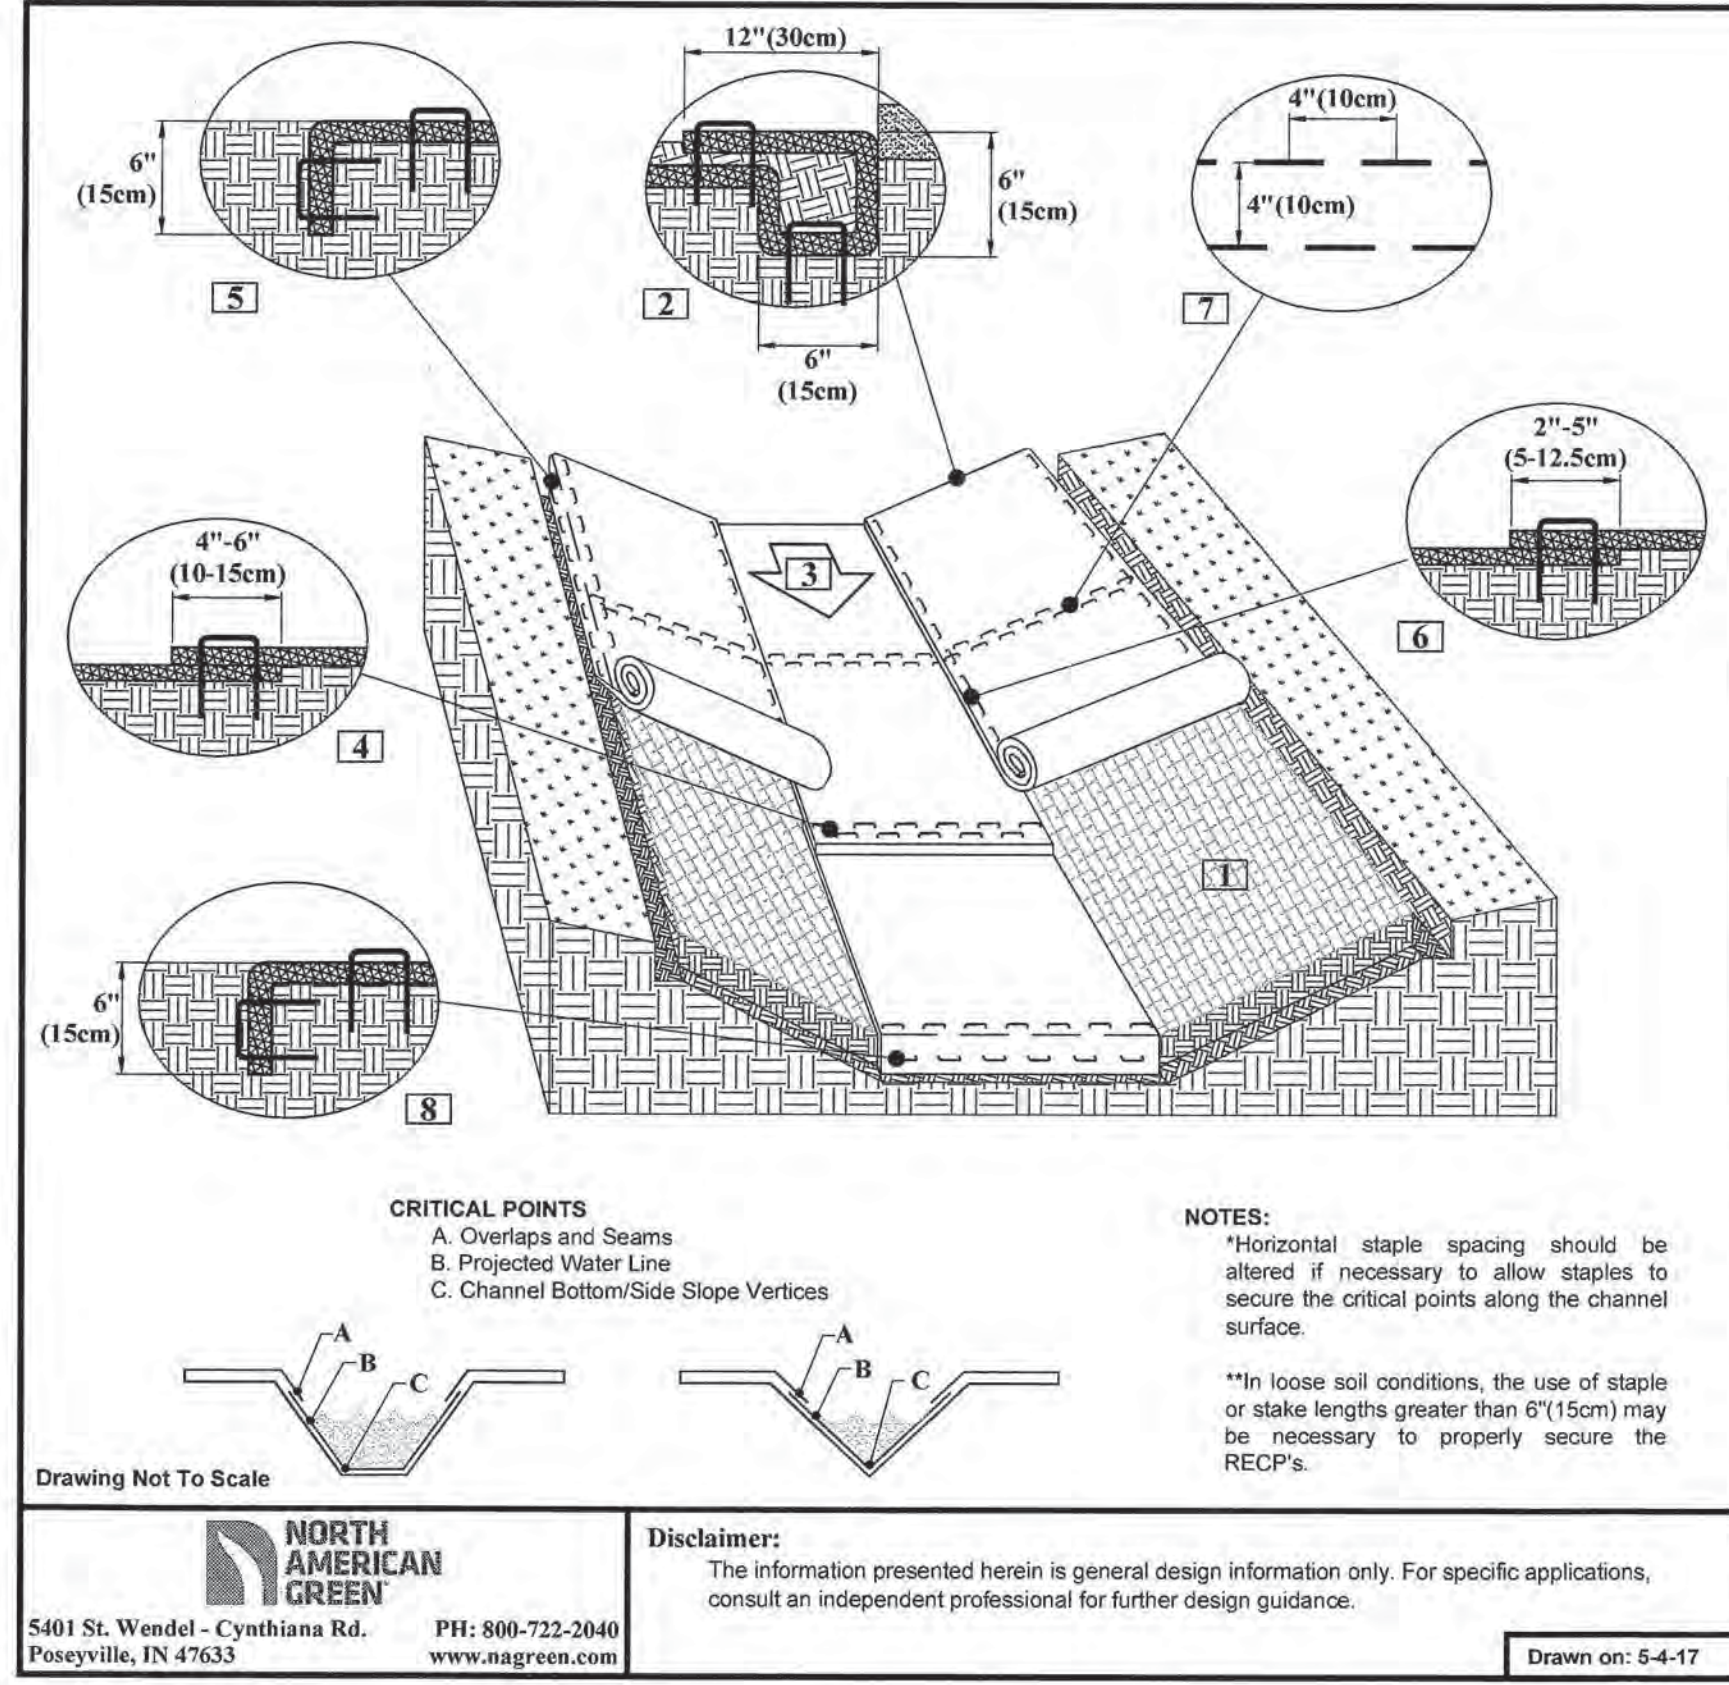 12"(30cm)
6"
(15cm)
5
6"
(15cm)
2
6"
(15cm)
4"(10cm)
4"(10cm)
7
2"-5"
(5-12.5cm)
6
3
4"-6"
(10-15cm)
4
1
6"
(15cm)
8
CRITICAL POINTS
A. Overlaps and Seams
B. Projected Water Line
C. Channel Bottom/Side Slope Vertices
A
B
C
A
B
C
Drawing Not To Scale
NOTES:
*Horizontal staple spacing should be
altered if necessary to allow staples to
secure the critical points along the channel
surface.
**In loose soil conditions, the use of staple
or stake lengths greater than 6"(15cm) may
be necessary to properly secure the
RECP's.
NORTH
AMERICAN
GREEN
5401 St. Wendel - Cynthiana Rd.
Poseyville, IN 47633
PH: 800-722-2040
www.nagreen.com
Disclaimer:
The information presented herein is general design information only. For specific applications,
consult an independent professional for further design guidance.
Drawn on: 5-4-17